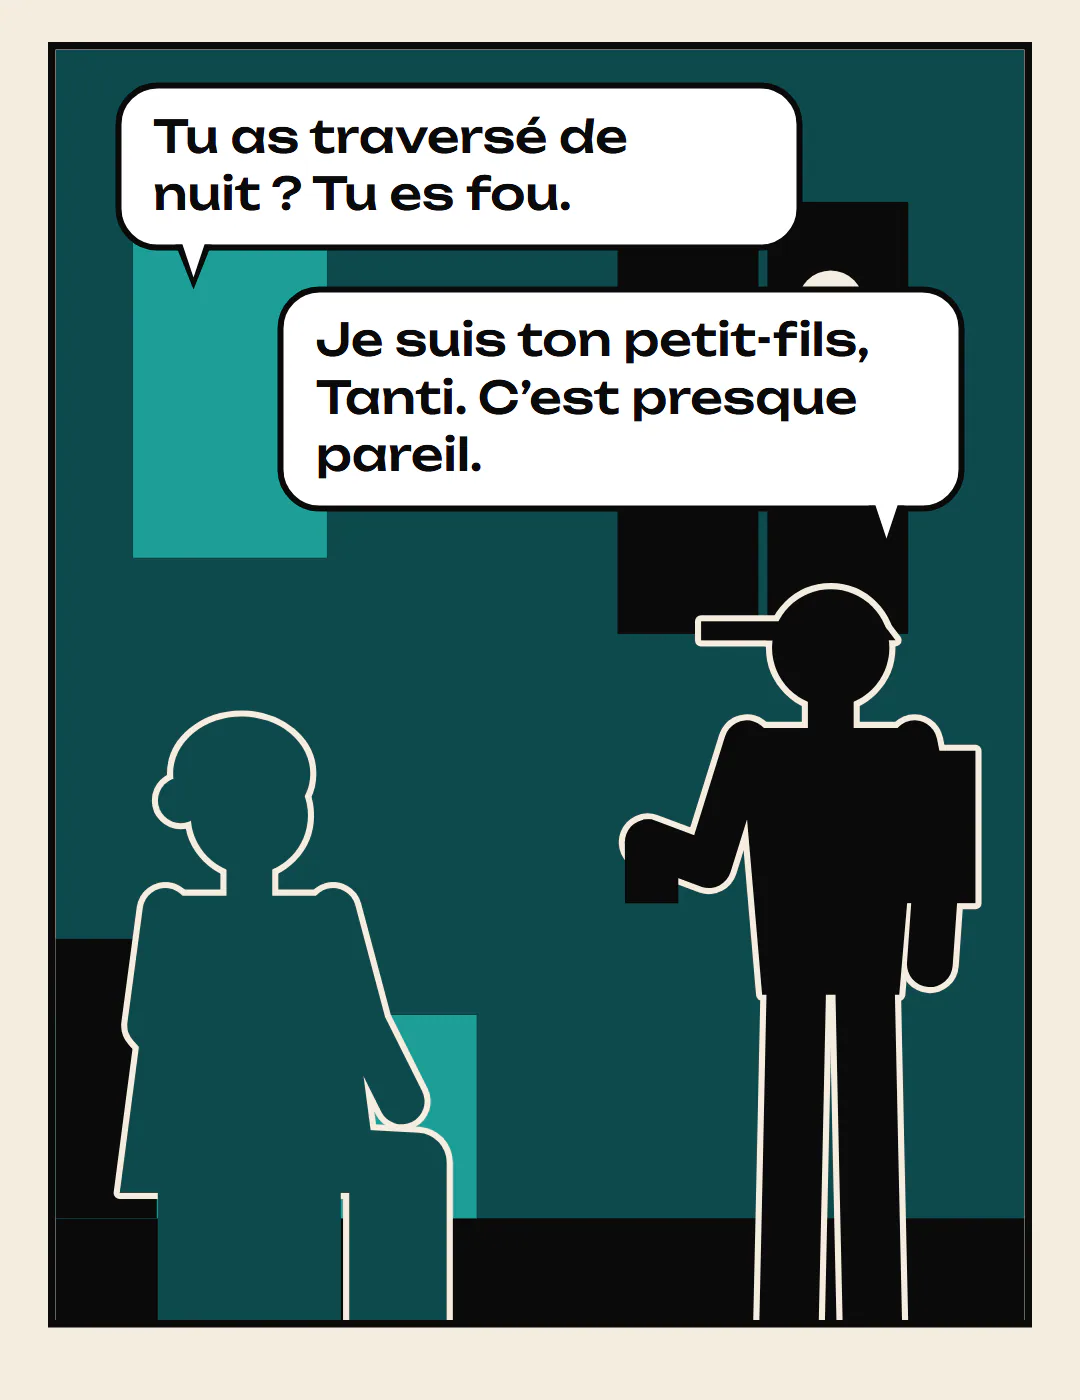 Tu as traversé de
nuit ? Tu es fou.
Je suis ton petit-fils,
Tanti. C’est presque
pareil.